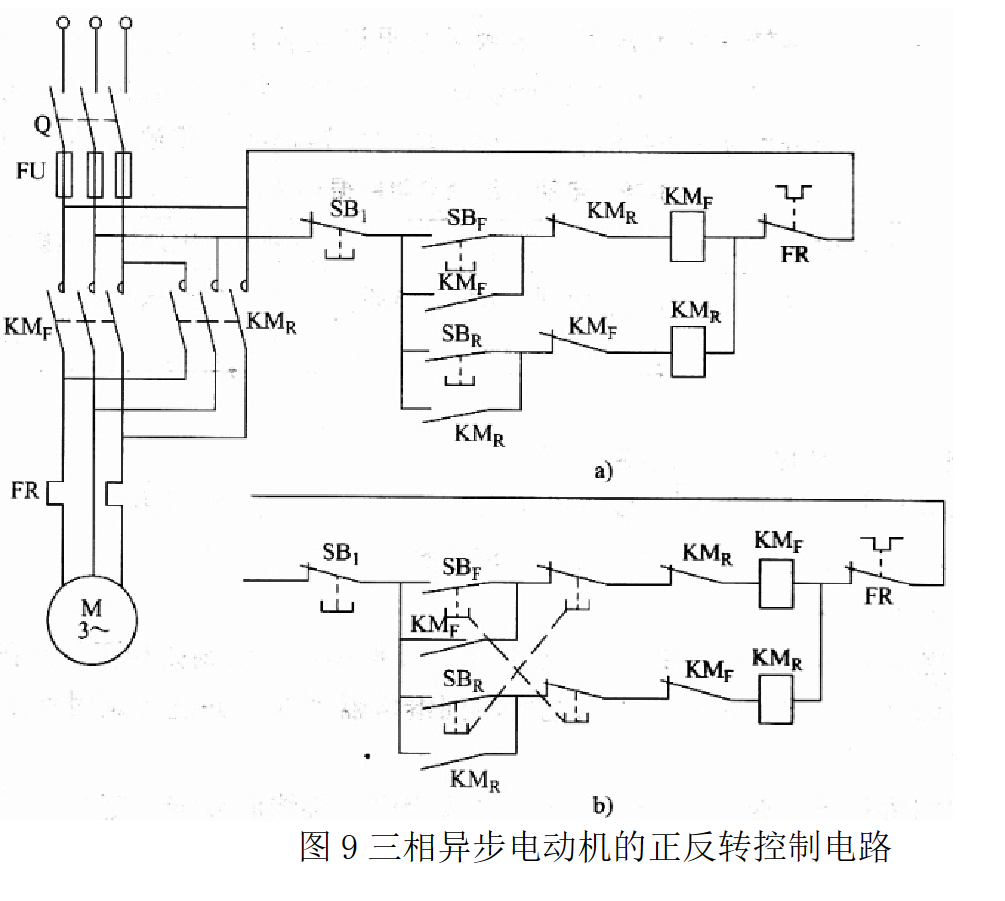 Q
FU
SB1
SBF
KMR
KMF
FR
KMF
KMF
KMR
SBR
KMF
KMR
KMR
a)
FR
SB1
SBF
KMR
KMF
FR
M
3~
KMF
SBR
KMF
KMR
KMR
b)
图 9 三相异步电动机的正反转控制电路